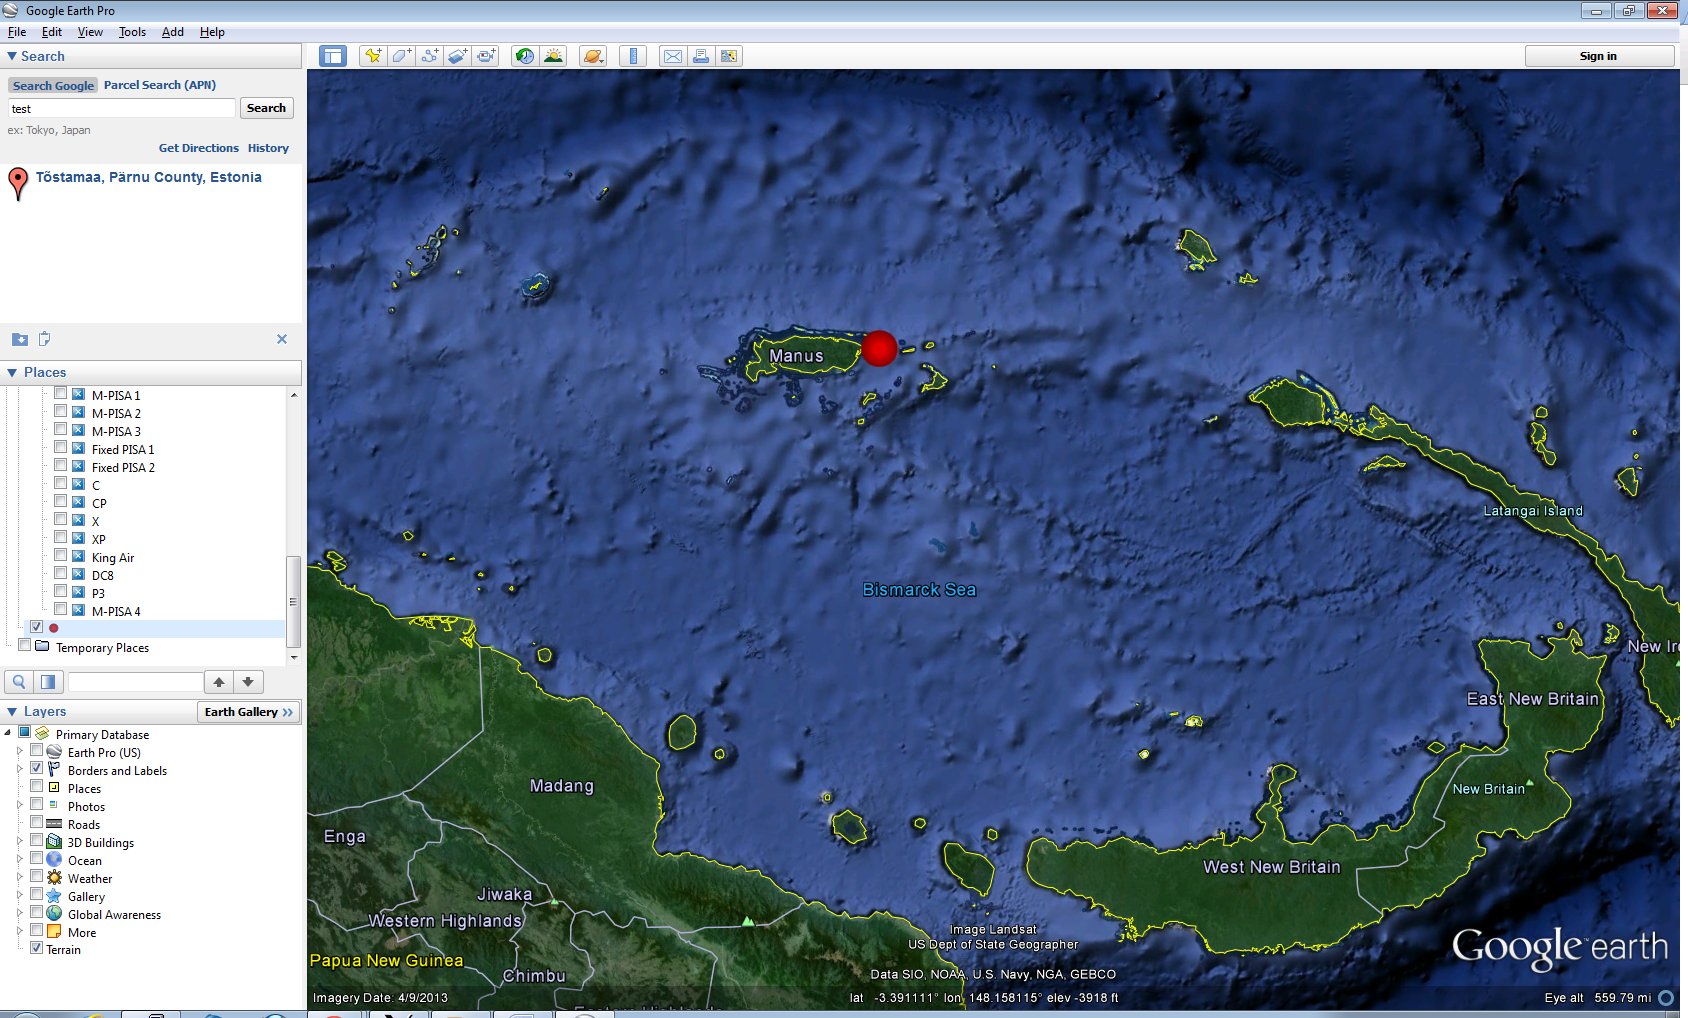 Google Earth Pro
File Edit View Tools Add Help
Search
Sign in
Search Google Parcel Search (APN)
test Search
ex: Tokyo, Japan
Get Directions History
Tõstamaa, Pärnu County, Estonia
Places
M-PISA 1
M-PISA 2
M-PISA 3
Fixed PISA 1
Fixed PISA 2
C
CP
X
XP
King Air
DC8
P3
M-PISA 4
Temporary Places
Layers
Earth Gallery »
Primary Database
Earth Pro (US)
Borders and Labels
Places
Photos
Roads
3D Buildings
Ocean
Weather
Gallery
Global Awareness
More
Terrain
Manus
Latangai Island
Bismarck Sea
New Ire
East New Britain
Madang
New Britain
Enga
West New Britain
Jiwaka
Western Highlands
Image Landsat
US Dept of State Geographer
Google earth
Papua New Guinea
Chimbu
Data SIO, NOAA, U.S. Navy, NGA, GEBCO
Imagery Date: 4/9/2013
lat -3.391111° lon 148.158115° elev -3918 ft
Eye alt 559.79 mi
Eastern Highlands